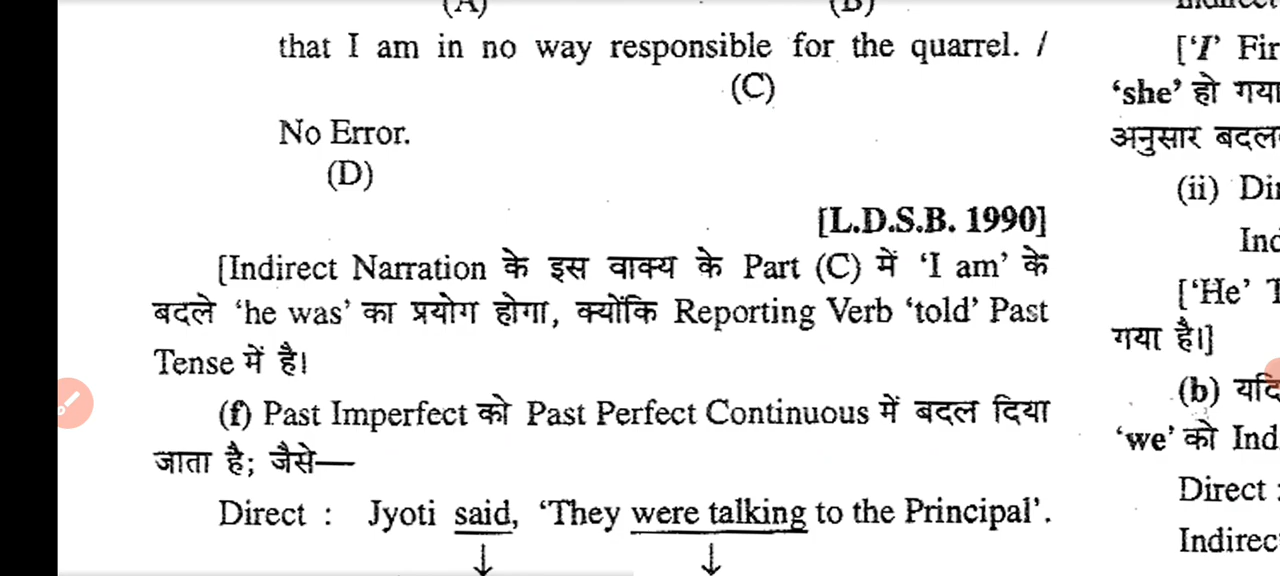 (A) (B)
that I am in no way responsible for the quarrel. /
(C)
No Error.
(D)
[L.D.S.B. 1990]
[Indirect Narration के इस वाक्य के Part (C) में ‘I am’ के
बदले ‘he was’ का प्रयोग होगा, क्योंकि Reporting Verb ‘told’ Past
Tense में है।
(f) Past Imperfect को Past Perfect Continuous में बदल दिया
जाता है; जैसे—
Direct : Jyoti said, ‘They were talking to the Principal’.
[‘I’ Fir
‘she’ हो गया
अनुसार बदल
(ii) Di
Ind
[‘He’ T
गया है।]
(b) यदि
‘we’ को Ind
Direct :
Indirec